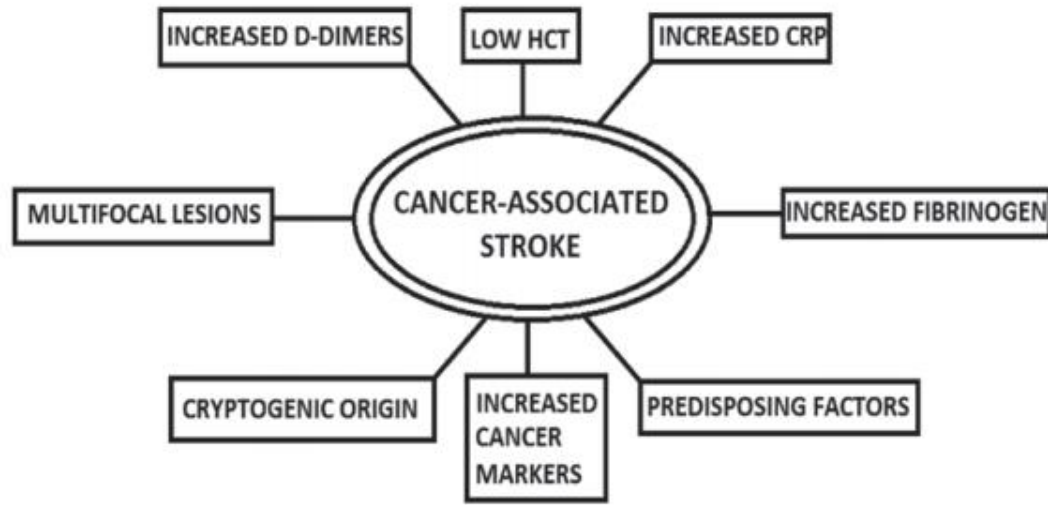 INCREASED D-DIMERS
LOW HCT
INCREASED CRP
MULTIFOCAL LESIONS
CANCER-ASSOCIATED
STROKE
INCREASED FIBRINOGEN
CRYPTOGENIC ORIGIN
INCREASED
CANCER
MARKERS
PREDISPOSING FACTORS